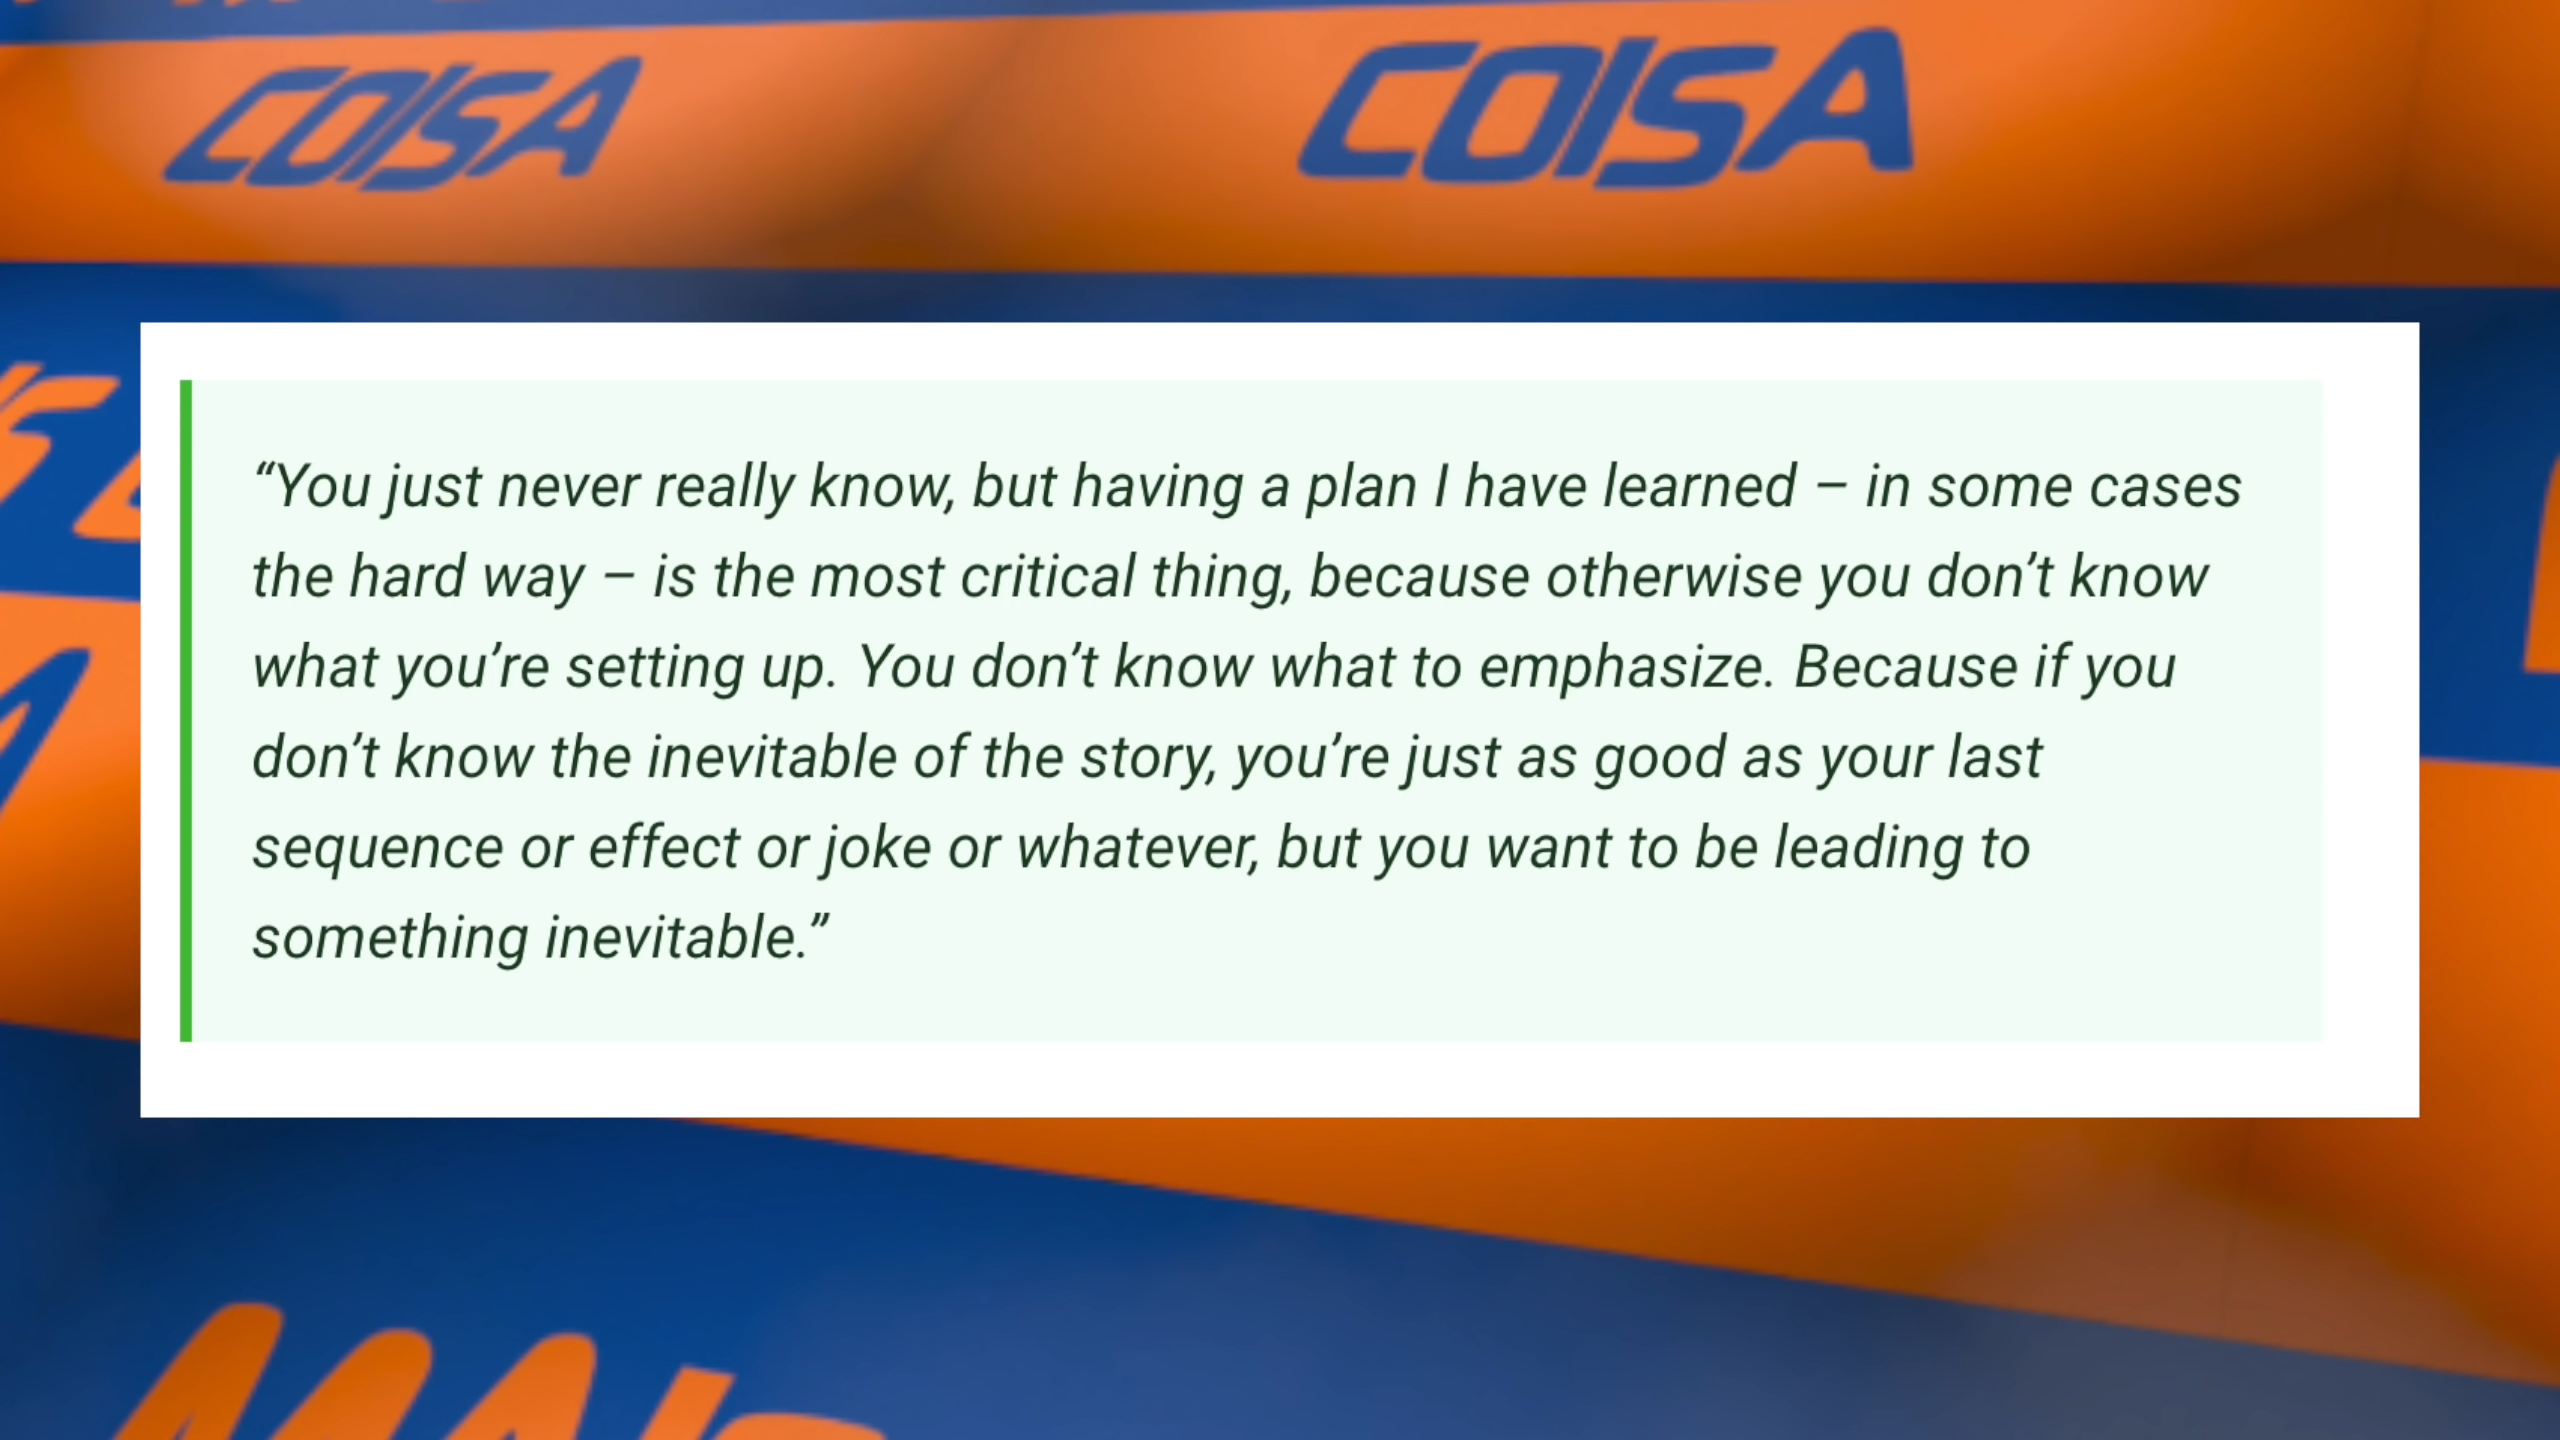 COISA COISA
“You just never really know, but having a plan I have learned – in some cases
the hard way – is the most critical thing, because otherwise you don’t know
what you’re setting up. You don’t know what to emphasize. Because if you
don’t know the inevitable of the story, you’re just as good as your last
sequence or effect or joke or whatever, but you want to be leading to
something inevitable.”